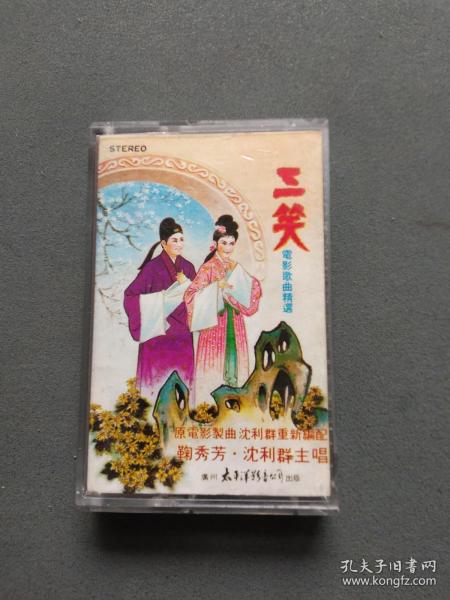 STEREO
三笑
電影歌曲精選
原電影製曲沈利群重新編配
鞠秀芳·沈利群主唱
廣州太平洋影音公司出版
孔夫子旧书网
www.kongfz.com